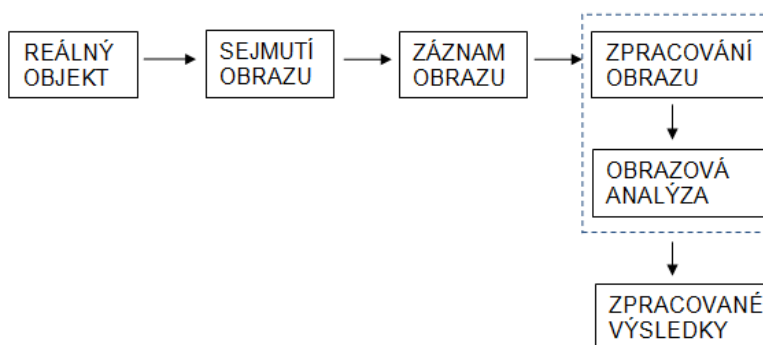 REÁLNÝ
OBJEKT
SEJMUTÍ
OBRAZU
ZÁZNAM
OBRAZU
ZPRACOVÁNÍ
OBRAZU
OBRAZOVÁ
ANALÝZA
ZPRACOVANÉ
VÝSLEDKY